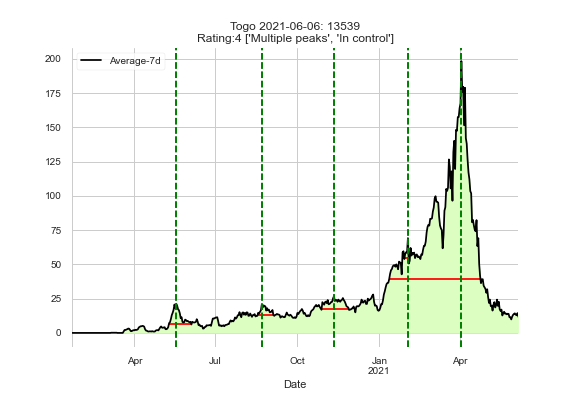 Togo 2021-06-06: 13539
Rating:4 ['Multiple peaks', 'In control']
Average-7d
200
175
150
125
100
75
50
25
0
Apr
Jul
Oct
Jan
2021
Apr
Date